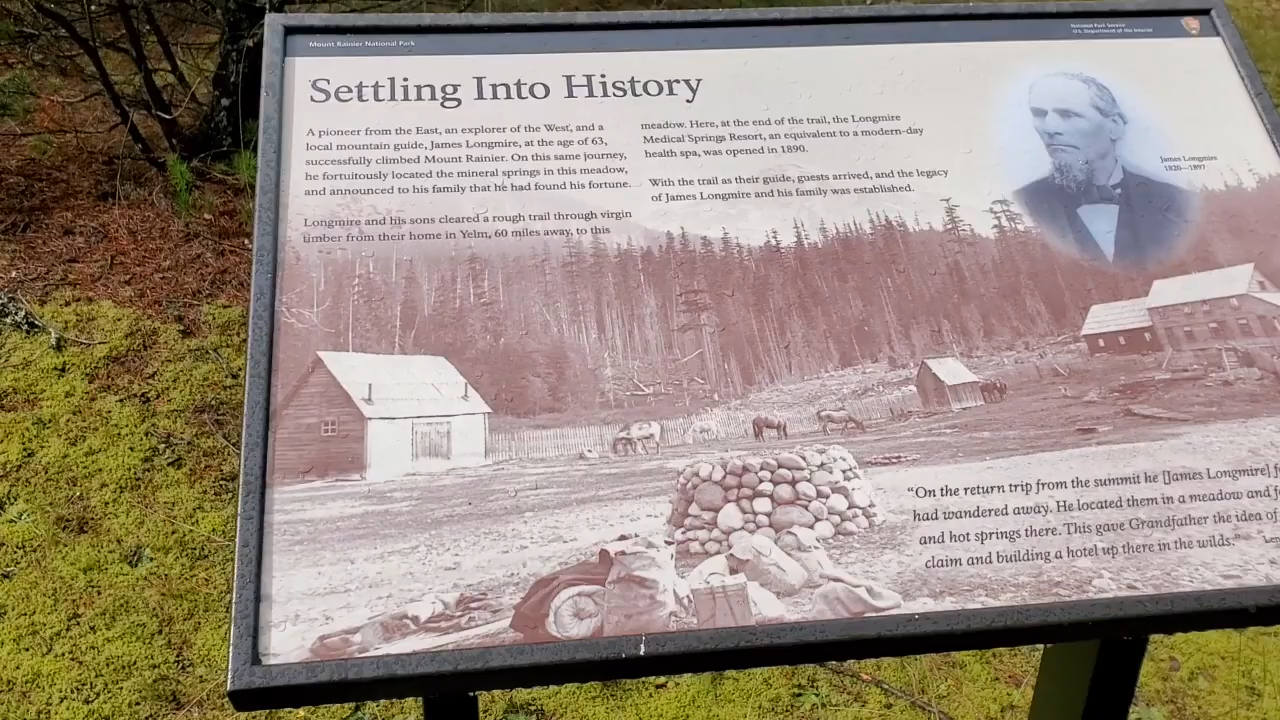 Mount Rainier National Park
National Park Service
U.S. Department of the Interior
Settling Into History
A pioneer from the East, an explorer of the West, and a
local mountain guide, James Longmire, at the age of 63,
successfully climbed Mount Rainier. On this same journey,
he fortuitously located the mineral springs in this meadow,
and announced to his family that he had found his fortune.
Longmire and his sons cleared a rough trail through virgin
timber from their home in Yelm, 60 miles away, to this
meadow. Here, at the end of the trail, the Longmire
Medical Springs Resort, an equivalent to a modern-day
health spa, was opened in 1890.
With the trail as their guide, guests arrived, and the legacy
of James Longmire and his family was established.
James Longmire
1820—1897
“On the return trip from the summit he [James Longmire] f
had wandered away. He located them in a meadow and f
and hot springs there. This gave Grandfather the idea of
claim and building a hotel up there in the wilds.”
Len